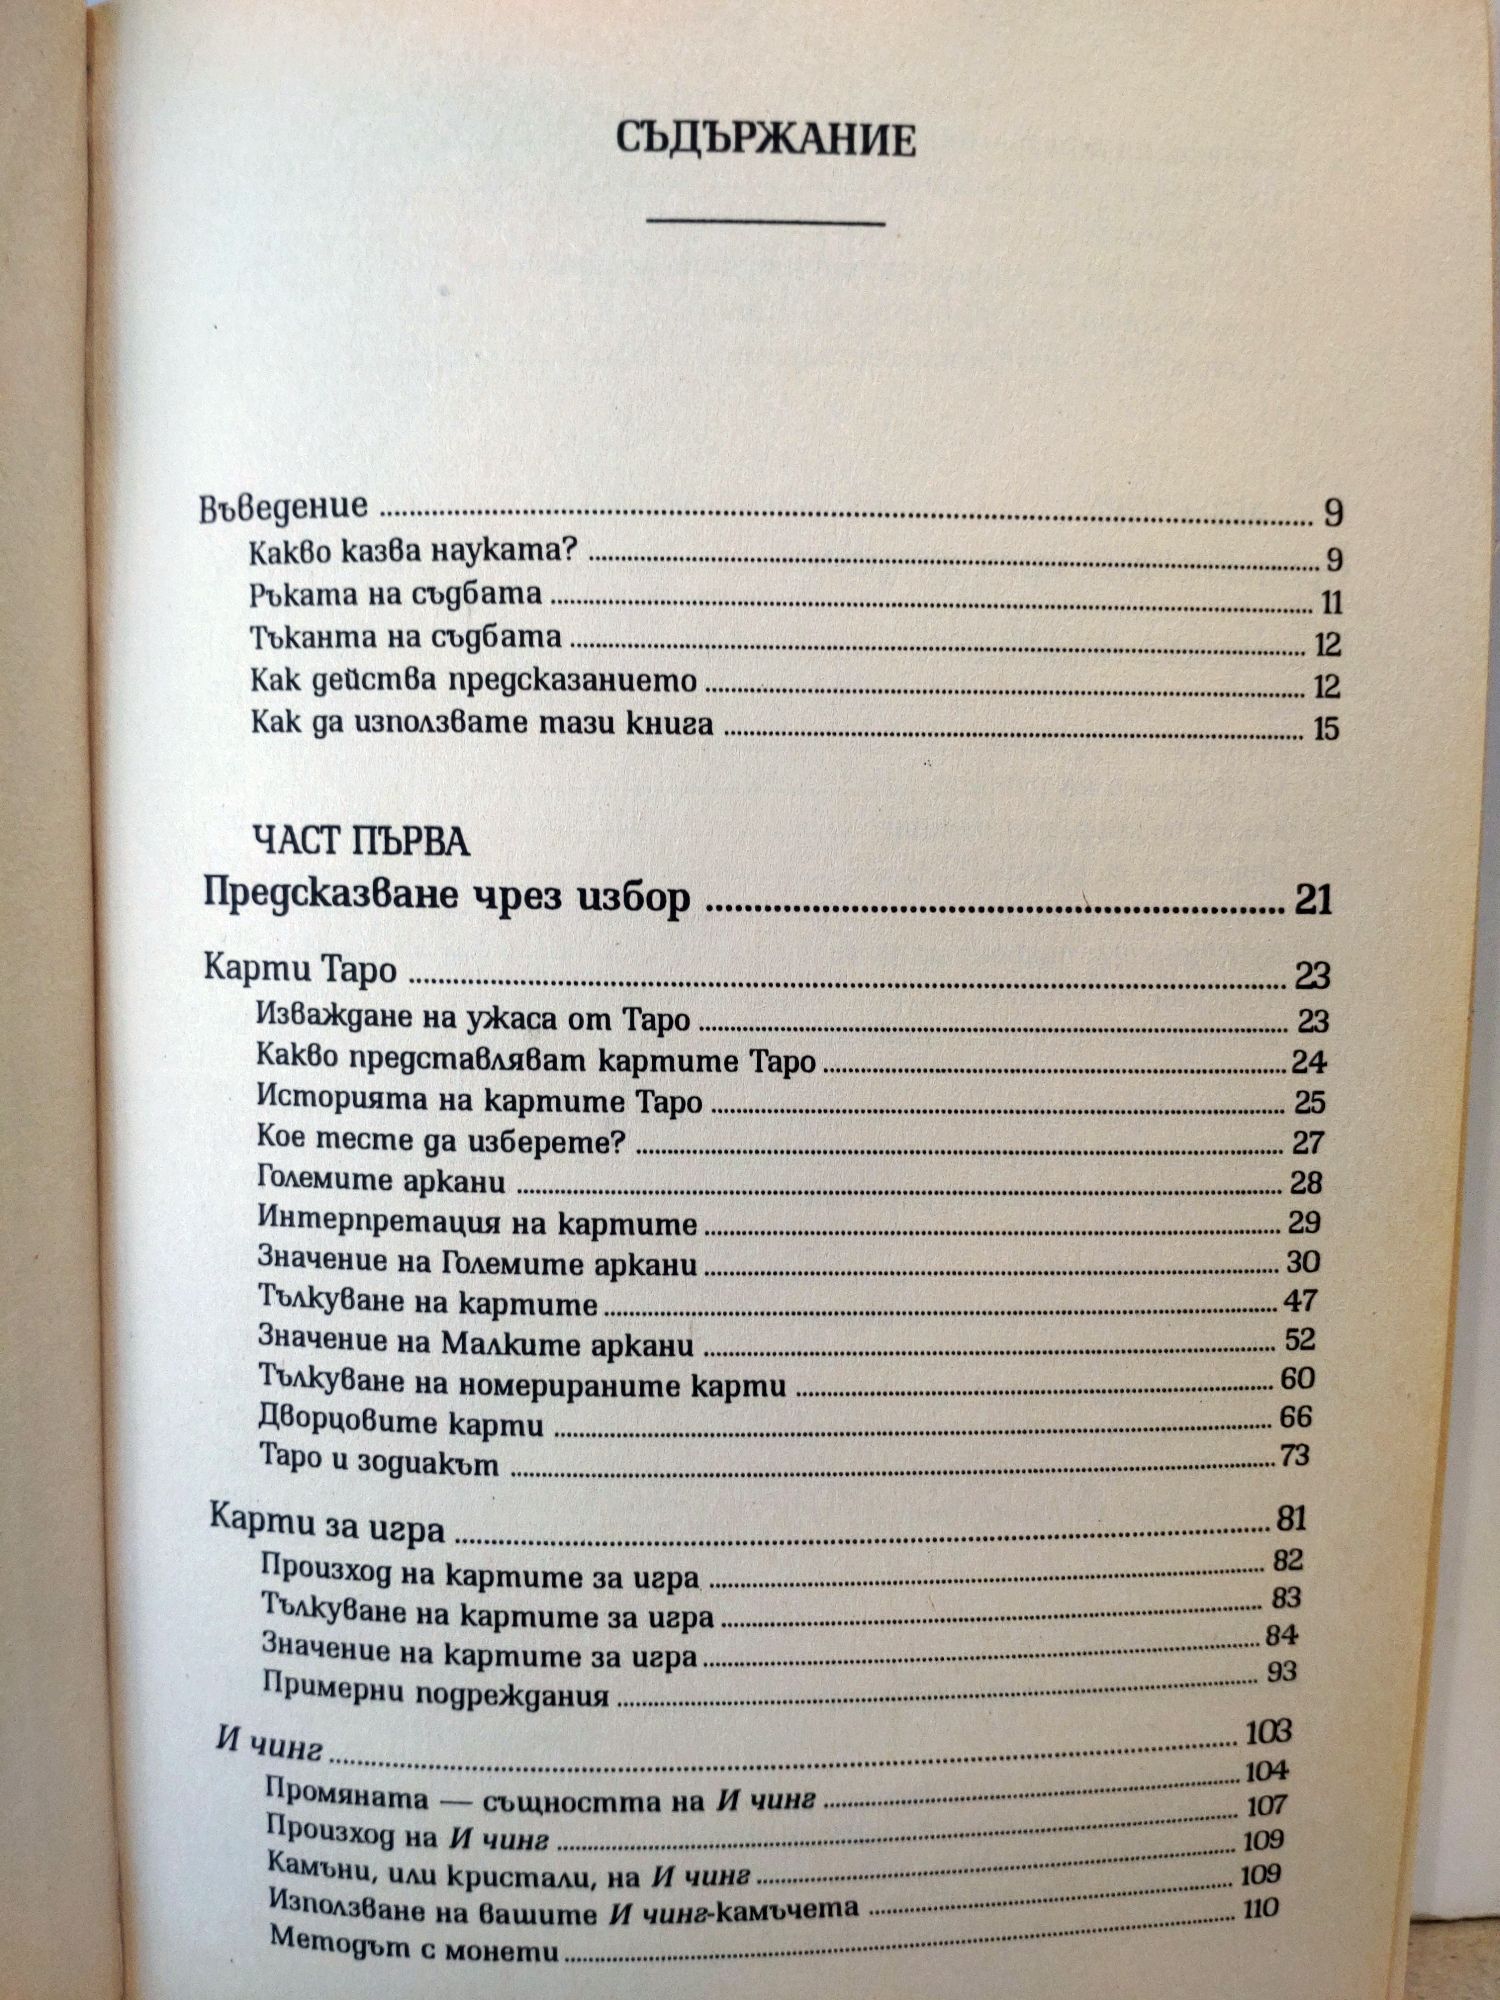 СЪДЪРЖАНИЕ
Въведение ........ 9
Какво казва науката? ........ 9
Ръката на съдбата ........ 11
Тъканта на съдбата ........ 12
Как действа предсказанието ........ 12
Как да използвате тази книга ........ 15
ЧАСТ ПЪРВА
Предсказване чрез избор ........ 21
Карти Таро ........ 23
Изваждане на ужаса от Таро ........ 23
Какво представляват картите Таро ........ 24
Историята на картите Таро ........ 25
Кое тесте да изберете? ........ 27
Големите аркани ........ 28
Интерпретация на картите ........ 29
Значение на Големите аркани ........ 30
Тълкуване на картите ........ 47
Значение на Малките аркани ........ 52
Тълкуване на номерираните карти ........ 60
Дворцовите карти ........ 66
Таро и зодиакът ........ 73
Карти за игра ........ 81
Произход на картите за игра ........ 82
Тълкуване на картите за игра ........ 83
Значение на картите за игра ........ 84
Примерни подреждания ........ 93
И чинг ........ 103
Промяната — същността на И чинг ........ 104
Произход на И чинг ........ 107
Камъни, или кристали, на И чинг ........ 109
Използване на вашите И чинг-камъчета ........ 109
Методът с монети ........ 110